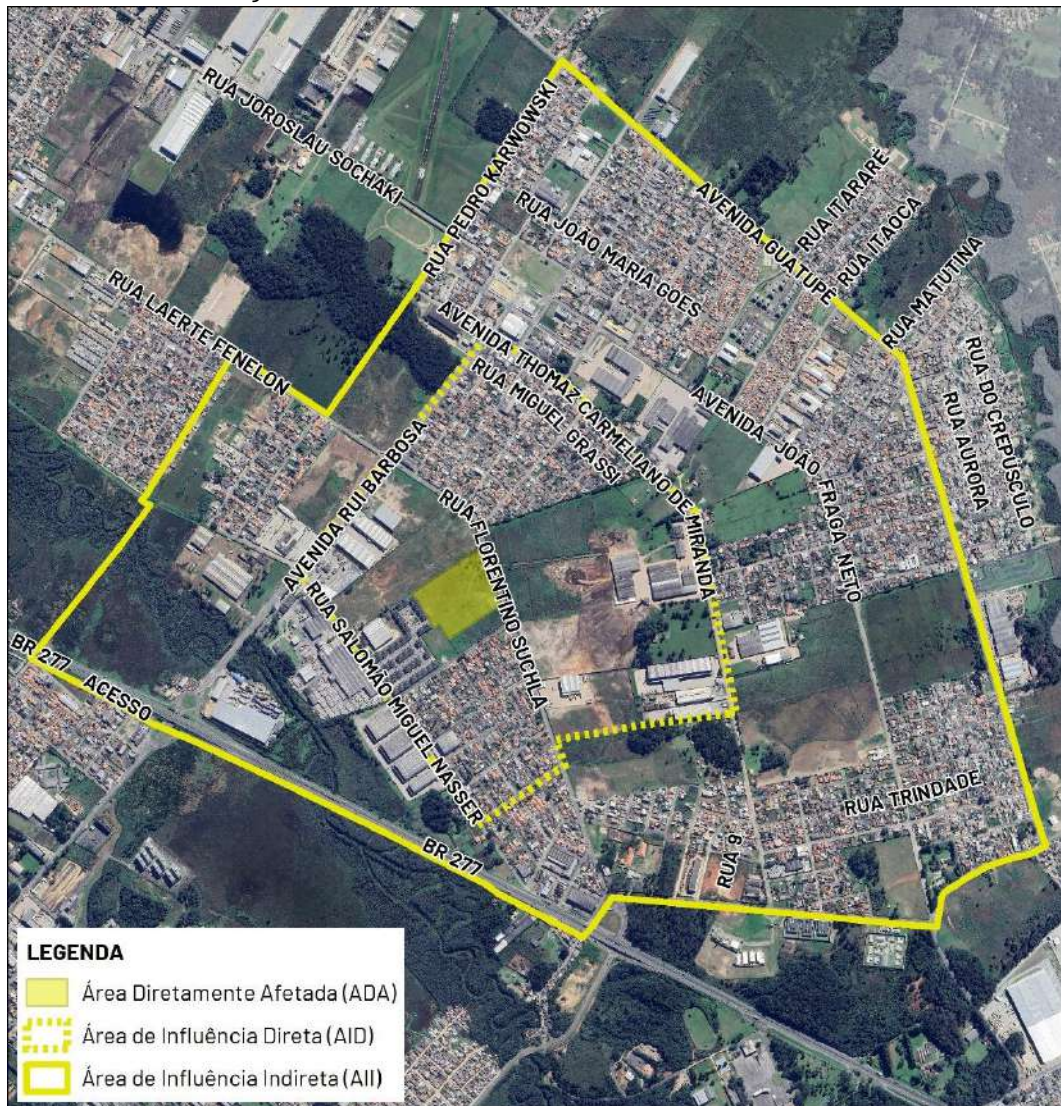 RUA JOROSLAU SOCHAKI
RUA PEDRO KARWOWSKI
RUA JOÃO MARIA GOES
AVENIDA GUATUPE
RUA ITARARÉ
RUA ITAOCA
RUA MATUTINA
RUA DO CREPÚSCULO
RUA AURORA
RUA LAERTE FENELON
AVENIDA THOMAZ CARMELIANO DE MIRANDA
RUA MIGUEL GRASSI
AVENIDA JOÃO FRAGA NETO
AVENIDA RUI BARBOSA
RUA FLORENTINO SUCHLA
RUA SALOMÃO MIGUEL NASSER
BR 277
ACESSO
BR 277
RUA 9
RUA TRINDADE
LEGENDA
Área Diretamente Afetada (ADA)
Área de Influência Direta (AID)
Área de Influência Indireta (AII)